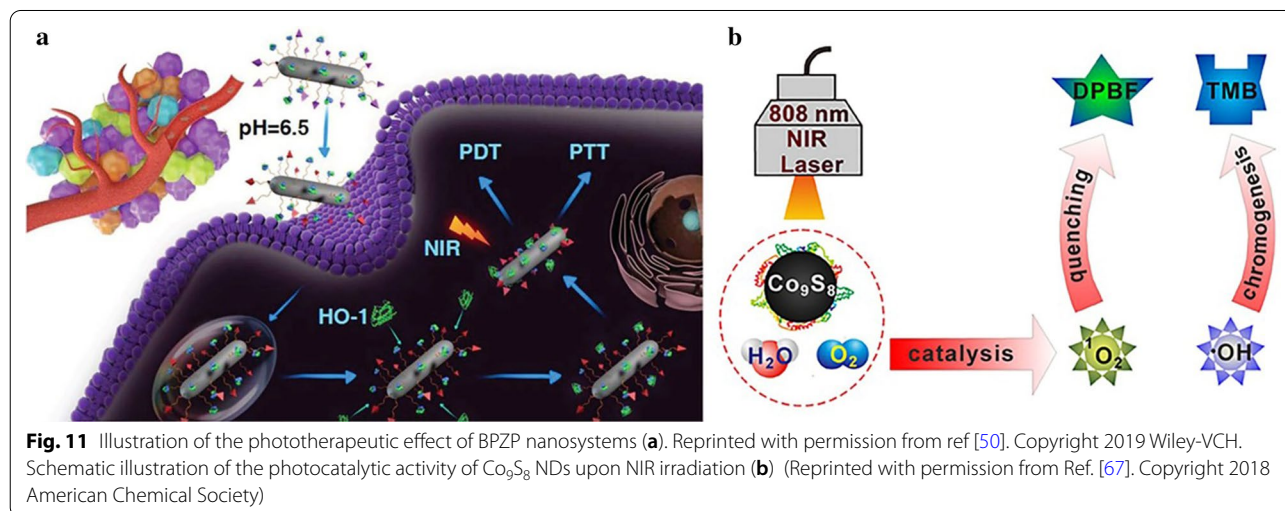 a
pH=6.5
PDT
PTT
NIR
HO-1
b
808 nm
NIR
Laser
Co₉S₈
H₂O
O₂
catalysis
DPBF
TMB
quenching
chromogenesis
¹O₂
·OH
Fig. 11 Illustration of the phototherapeutic effect of BPZP nanosystems (a). Reprinted with permission from ref [50]. Copyright 2019 Wiley-VCH.
Schematic illustration of the photocatalytic activity of Co₉S₈ NDs upon NIR irradiation (b) (Reprinted with permission from Ref. [67]. Copyright 2018
American Chemical Society)